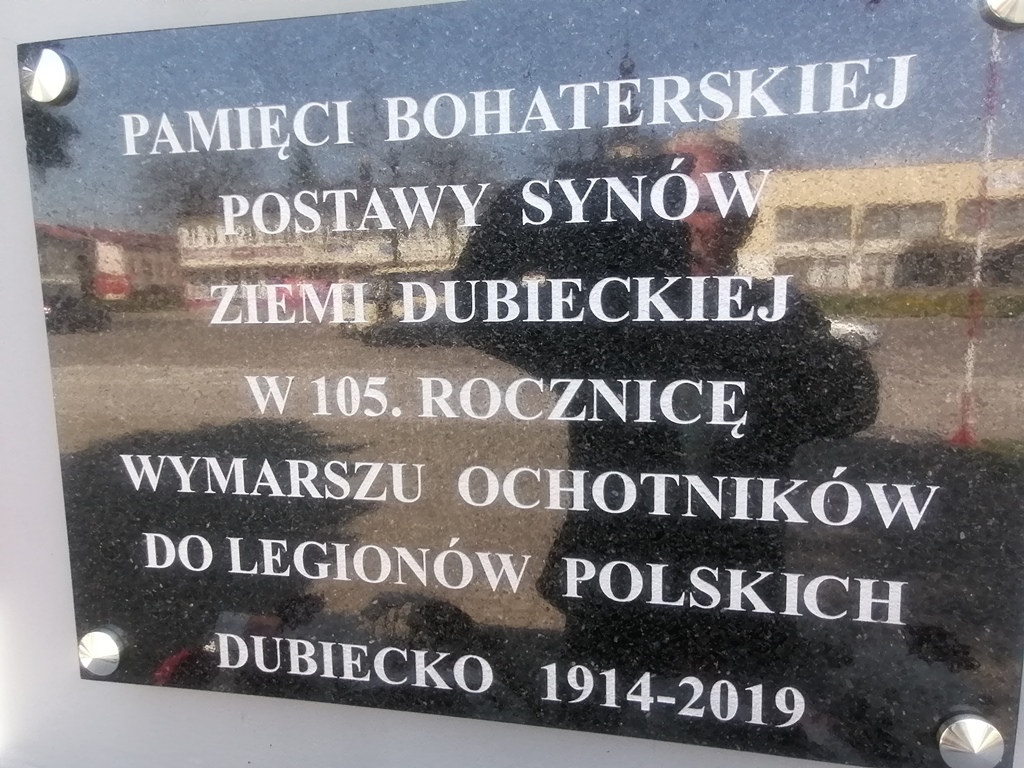 PAMIĘCI BOHATERSKIEJ
POSTAWY SYNÓW
ZIEMI DUBIECKIEJ
W 105. ROCZNICĘ
WYMARSZU OCHOTNIKÓW
DO LEGIONÓW POLSKICH
DUBIECKO 1914-2019